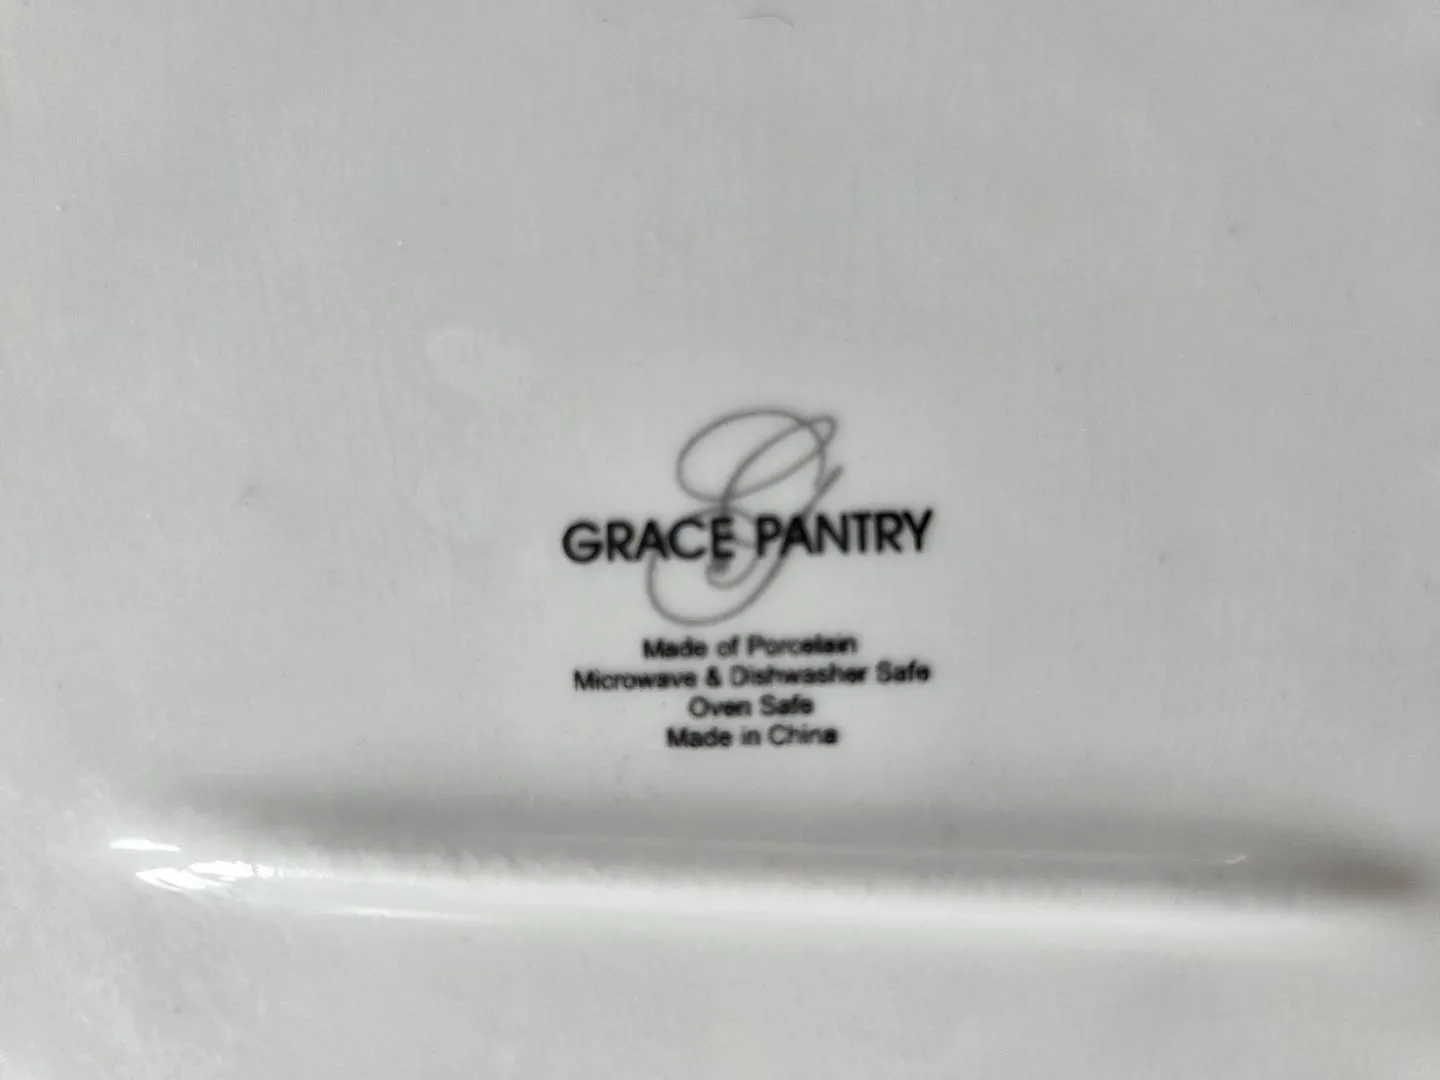 GRACE PANTRY
Made of Porcelain
Microwave & Dishwasher Safe
Oven Safe
Made in China